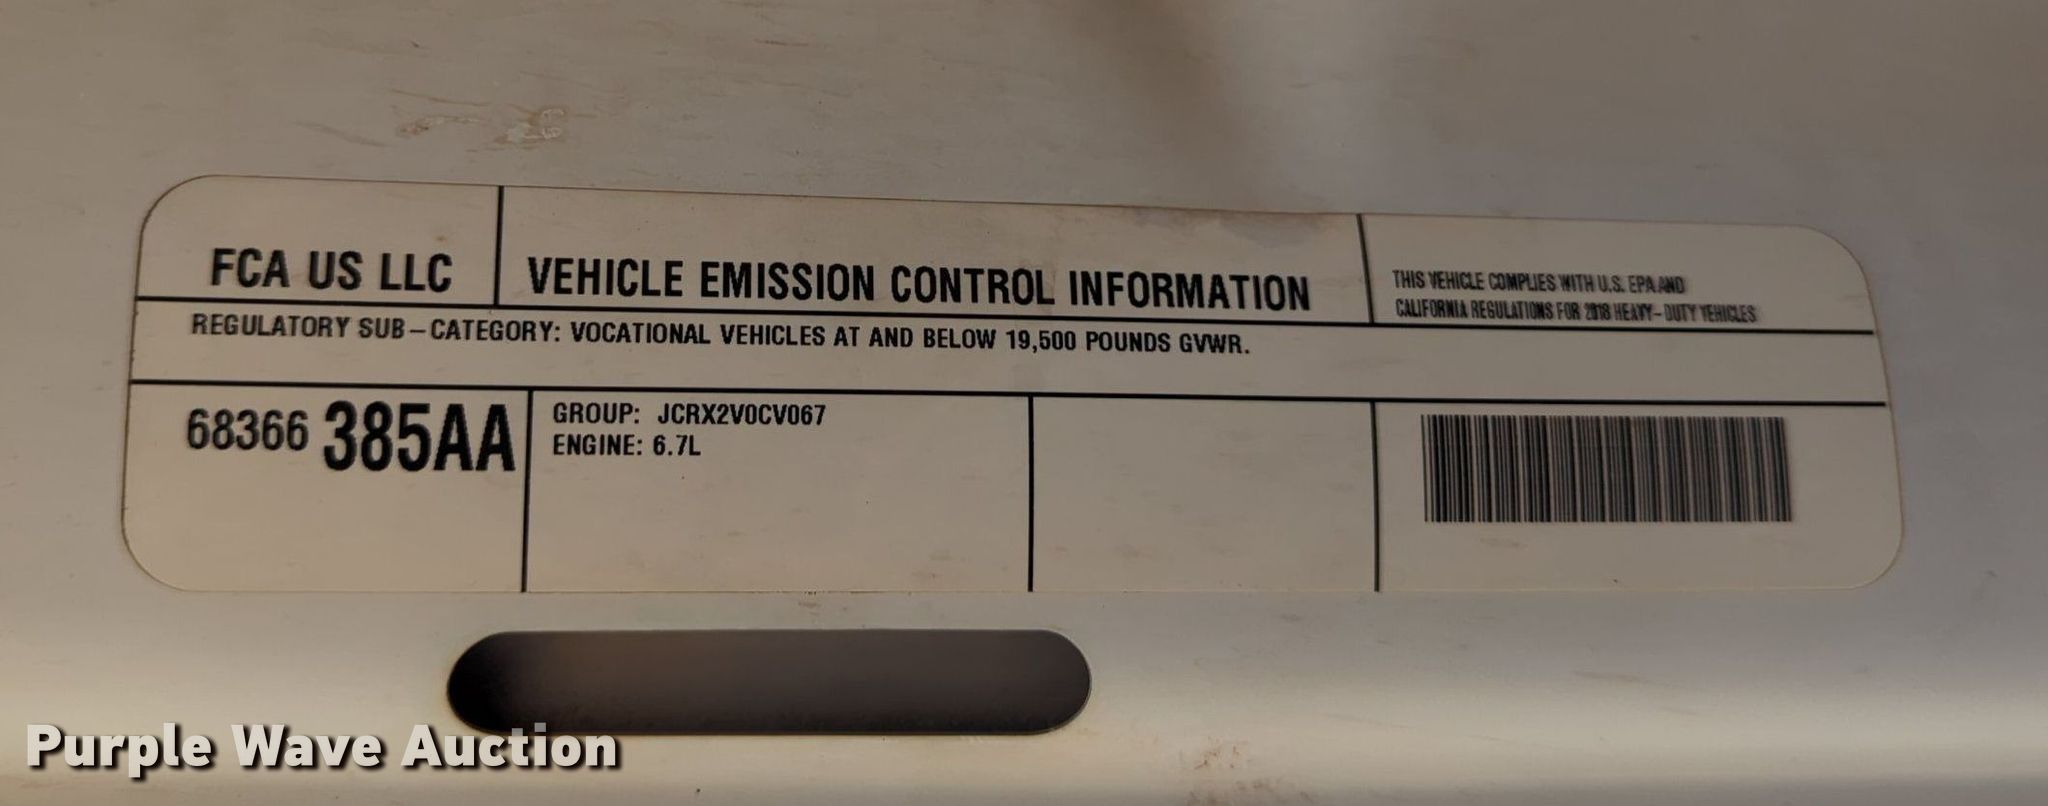 FCA US LLC
VEHICLE EMISSION CONTROL INFORMATION
THIS VEHICLE COMPLIES WITH U.S. EPA AND
CALIFORNIA REGULATIONS FOR 2018 HEAVY-DUTY VEHICLES
REGULATORY SUB-CATEGORY: VOCATIONAL VEHICLES AT AND BELOW 19,500 POUNDS GVWR.
68366 385AA
GROUP: JCRX2V0CV067
ENGINE: 6.7L
Purple Wave Auction